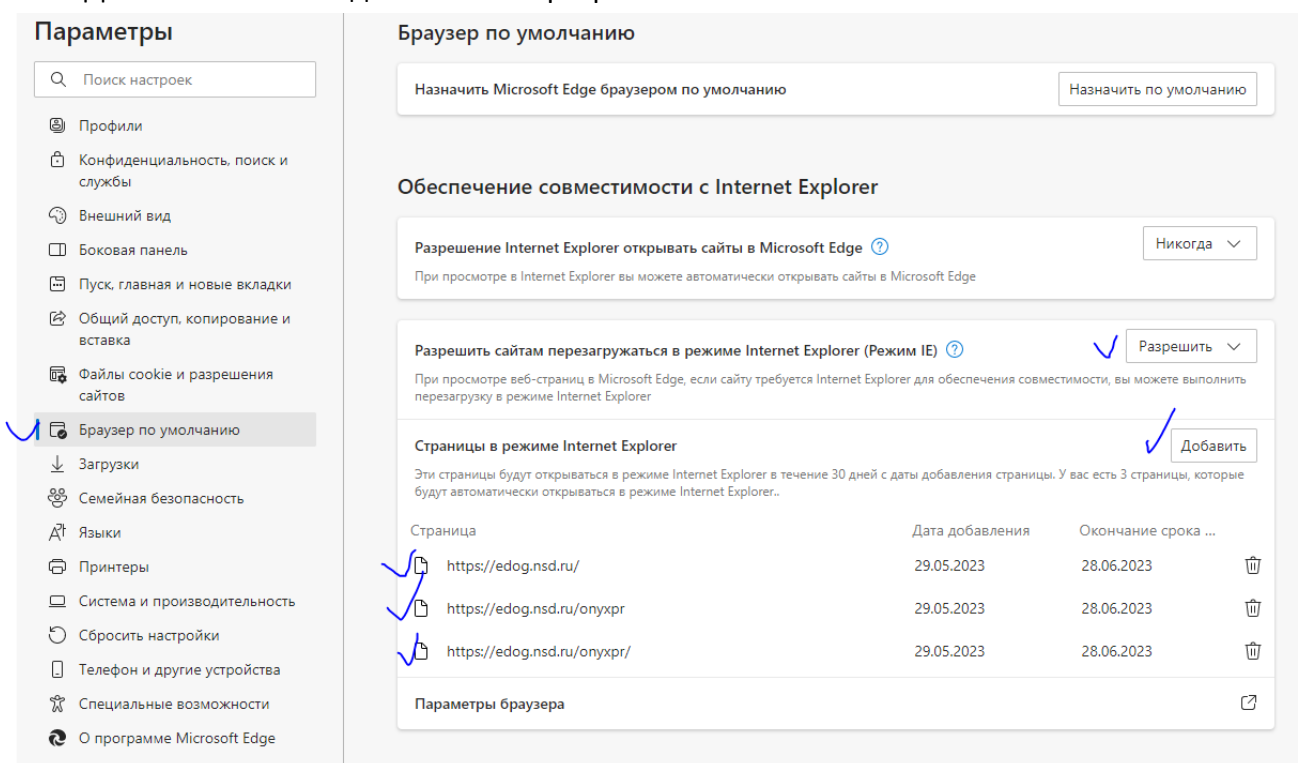 Параметры
Поиск настроек
Профили
Конфиденциальность, поиск и
службы
Внешний вид
Боковая панель
Пуск, главная и новые вкладки
Общий доступ, копирование и
вставка
Файлы cookie и разрешения
сайтов
Браузер по умолчанию
Загрузки
Семейная безопасность
Языки
Принтеры
Система и производительность
Сбросить настройки
Телефон и другие устройства
Специальные возможности
О программе Microsoft Edge
Браузер по умолчанию
Назначить Microsoft Edge браузером по умолчанию
Назначить по умолчанию
Обеспечение совместимости с Internet Explorer
Разрешение Internet Explorer открывать сайты в Microsoft Edge
Никогда
При просмотре в Internet Explorer вы можете автоматически открывать сайты в Microsoft Edge
Разрешить сайтам перезагружаться в режиме Internet Explorer (Режим IE)
Разрешить
При просмотре веб-страниц в Microsoft Edge, если сайту требуется Internet Explorer для обеспечения совместимости, вы можете выполнить
перезагрузку в режиме Internet Explorer
Страницы в режиме Internet Explorer
Добавить
Эти страницы будут открываться в режиме Internet Explorer в течение 30 дней с даты добавления страницы. У вас есть 3 страницы, которые
будут автоматически открываться в режиме Internet Explorer..
Страница Дата добавления Окончание срока ...
https://edog.nsd.ru/ 29.05.2023 28.06.2023
https://edog.nsd.ru/onyxpr 29.05.2023 28.06.2023
https://edog.nsd.ru/onyxpr/ 29.05.2023 28.06.2023
Параметры браузера